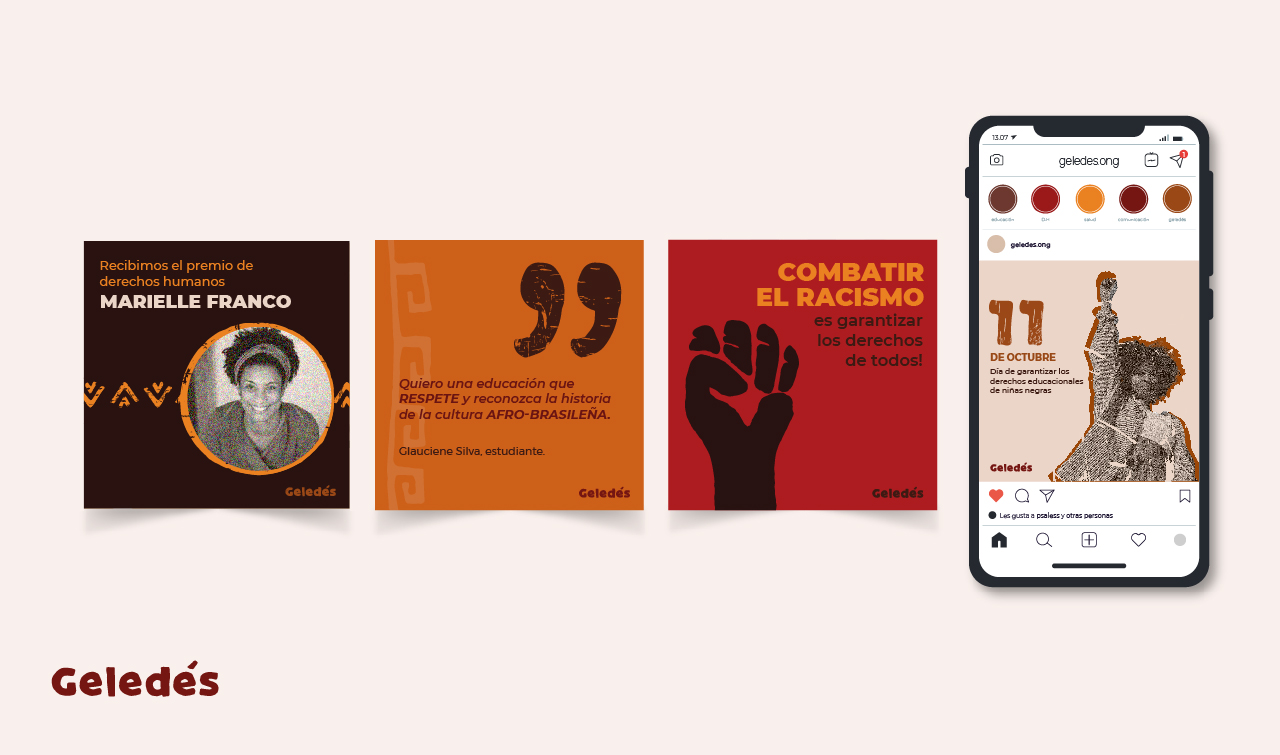 Recibimos el premio de
derechos humanos
MARIELLE FRANCO
Geledés
Quiero una educación que
RESPETE y reconozca la historia
de la cultura AFRO-BRASILEÑA.
Glauciene Silva, estudiante.
Geledés
COMBATIR
EL RACISMO
es garantizar
los derechos
de todos!
Geledés
13.07
geledes.ong
1
educación
salud
comunicación
geledés
geledes.ong
11
DE OCTUBRE
Día de garantizar los
derechos educacionales
de niñas negras
Geledés
Les gusta a psaless y otras personas
Geledés